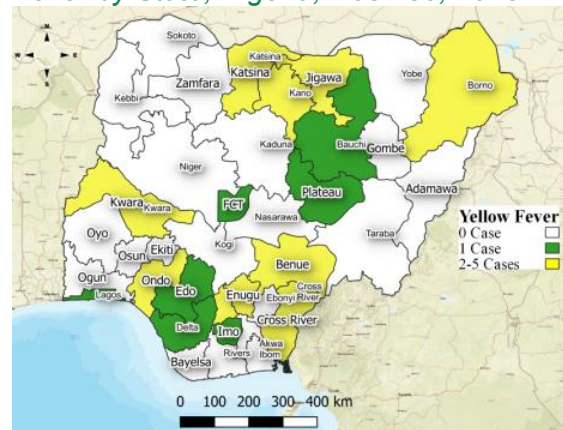 Sokoto
Katsina
Katsina
Jigawa
Zamfara
Yobe
Kano
Borno
Kebbi
Kaduna
Bauchi
Gombe
Niger
Plateau
Adamawa
Kwara
Kwara
FCT
Nasarawa
Taraba
Oyo
Kogi
Osun
Ekiti
Benue
Ogun
Ondo
Edo
Enugu
Cross
Ebonyi
River
Lagos
Delta
Imo
Cross River
Bayelsa
Rivers
Akwa
Ibom
Yellow Fever
0 Case
1 Case
2-5 Cases
0 100 200 300 400 km